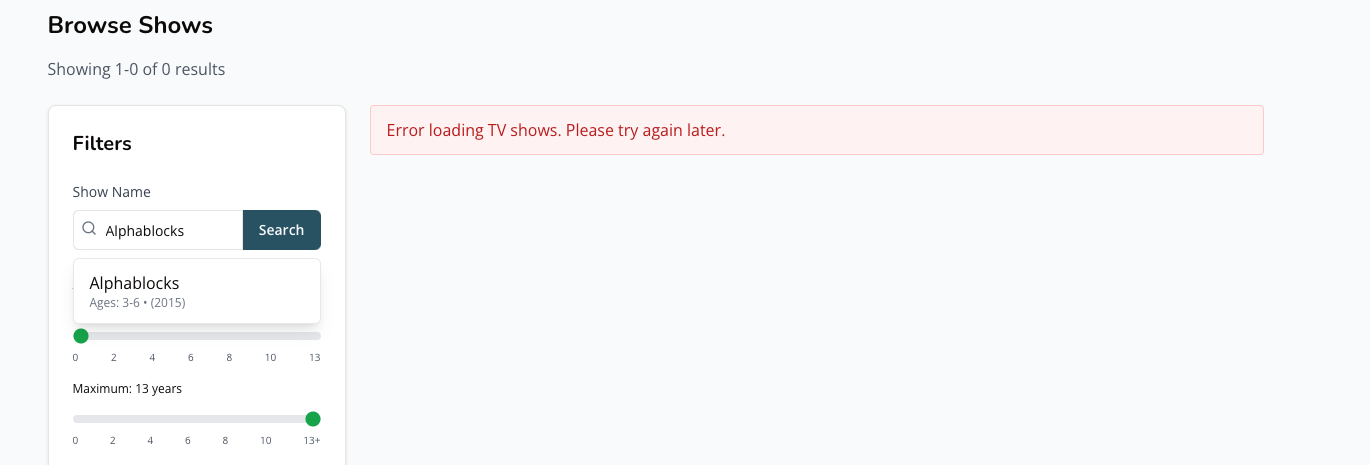 Browse Shows
Showing 1-0 of 0 results
Filters
Error loading TV shows. Please try again later.
Show Name
Alphablocks
Search
Alphablocks
Ages: 3-6 • (2015)
0 2 4 6 8 10 13
Maximum: 13 years
0 2 4 6 8 10 13+